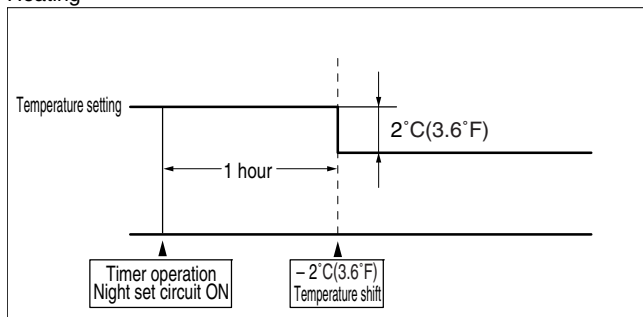 Heating
Temperature setting
2˚C(3.6˚F)
1 hour
Timer operation
Night set circuit ON
– 2˚C(3.6˚F)
Temperature shift